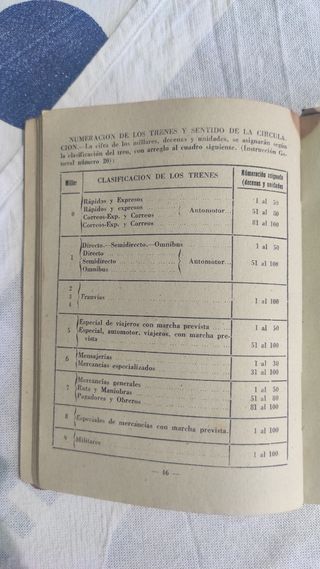 NUMERACION DE LOS TRENES Y SENTIDO DE LA CIRCULA-
CION.—La cifra de los millares, decenas y unidades, se asignarán según
la clasificación del tren, con arreglo al cuadro siguiente. (Instrucción Ge-
neral número 20):
Millar CLASIFICACIÓN DE LOS TRENES Numeración asignada (decenas y unidades
0
Rápidos y Expresos 1 al 50
Rápidos y expresos Automotor 51 al 80
Correos-Exp. y Correos
Correos-Exp. y Correos 81 al 100
1
Directo.—Semidirecto.—Omnibus 1 al 50
Directo
Semidirecto Automotor 51 al 100
Omnibus
2
3 Tranvías 1 al 100
4
5
Especial de viajeros con marcha prevista 1 al 50
Especial, automotor, viajeros, con marcha pre-
vista 51 al 100
6
Mensajerías 1 al 30
Mercancías especializados 31 al 100
7
Mercancías generales 1 al 50
Ruta y Maniobras 51 al 80
Pagadores y Obreros 81 al 100
8 Especiales de mercancías con marcha prevista. 1 al 100
9 Militares 1 al 100
— 46 —